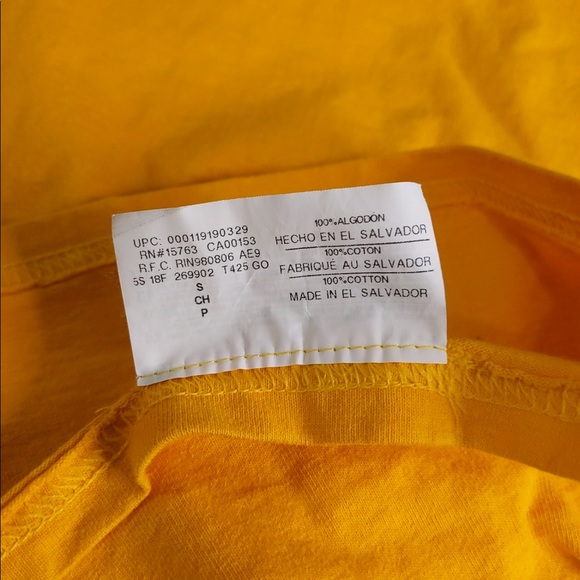 UPC: 000119190329
RN#15763 CA00153
R.F.C. RIN980806 AE9
5S 18F 269902 T425 GO
S
CH
P
100%ALGODÓN
HECHO EN EL SALVADOR
100%COTON
FABRIQUÉ AU SALVADOR
100%COTTON
MADE IN EL SALVADOR